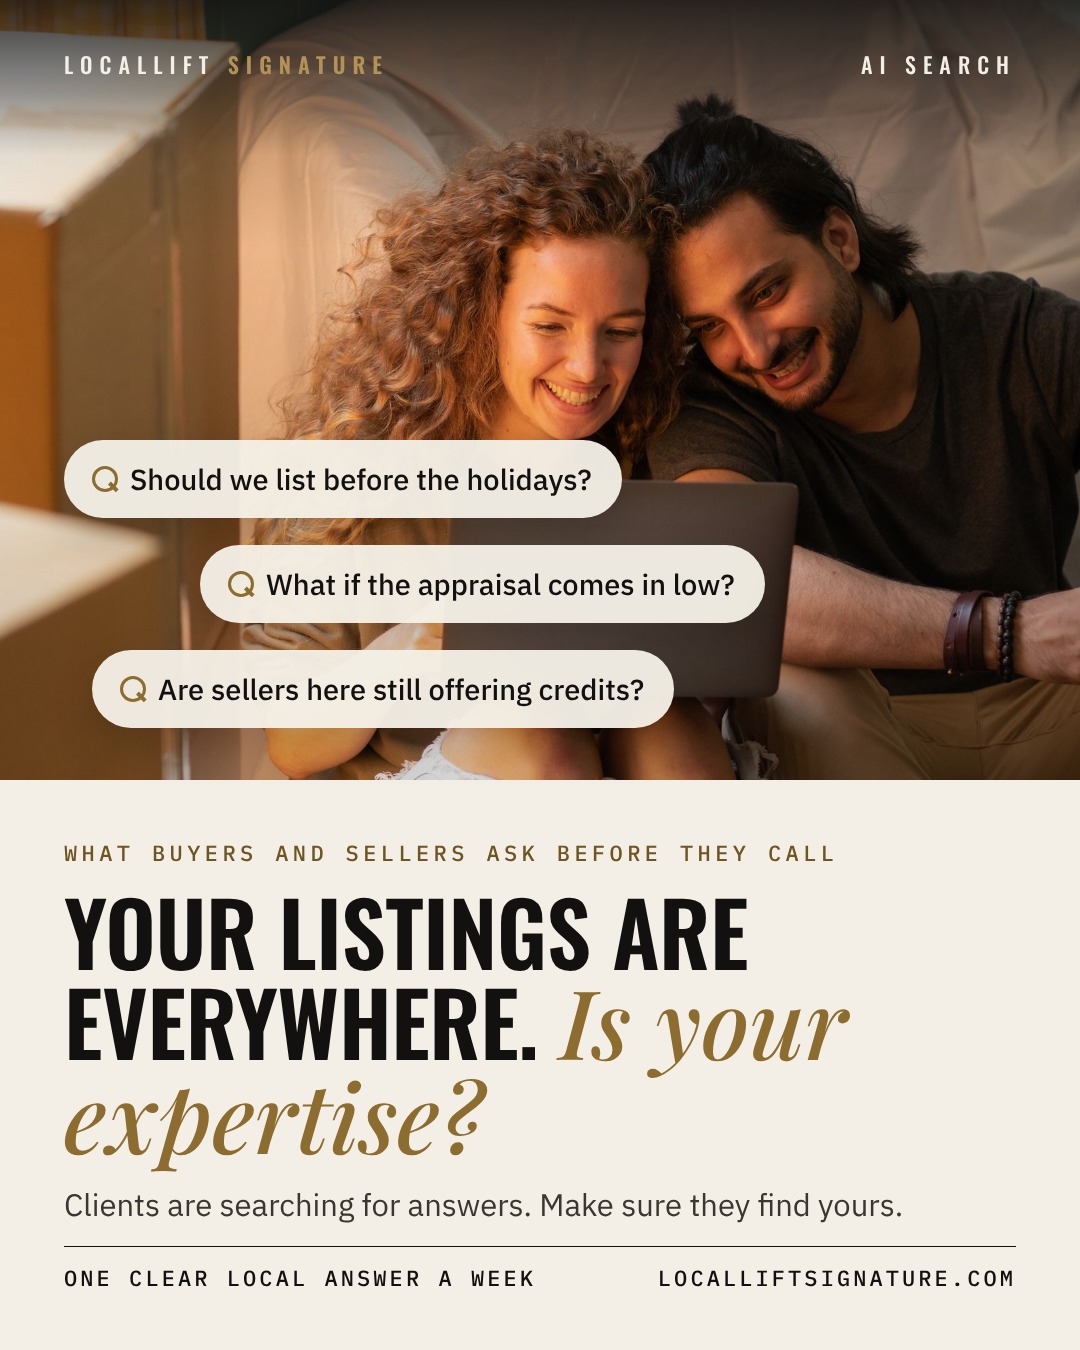 LOCALLIFT SIGNATURE
AI SEARCH
Should we list before the holidays?
What if the appraisal comes in low?
Are sellers here still offering credits?
WHAT BUYERS AND SELLERS ASK BEFORE THEY CALL
YOUR LISTINGS ARE
EVERYWHERE. Is your
expertise?
Clients are searching for answers. Make sure they find yours.
ONE CLEAR LOCAL ANSWER A WEEK
LOCALLIFTSIGNATURE.COM